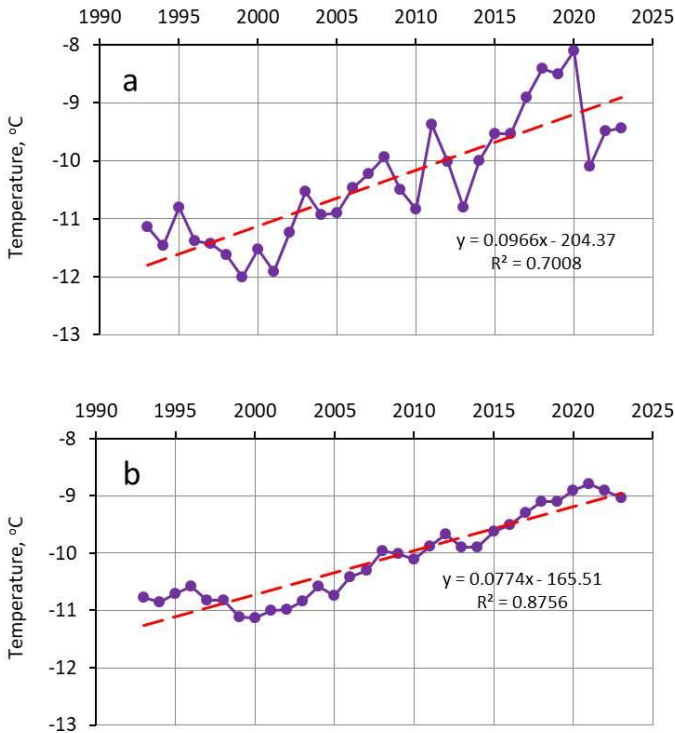 1990 1995 2000 2005 2010 2015 2020 2025
-8
a
-9
Temperature, °C
-10
-11
y = 0.0966x - 204.37
R² = 0.7008
-12
-13
1990 1995 2000 2005 2010 2015 2020 2025
-8
b
-9
Temperature, °C
-10
y = 0.0774x - 165.51
R² = 0.8756
-11
-12
-13